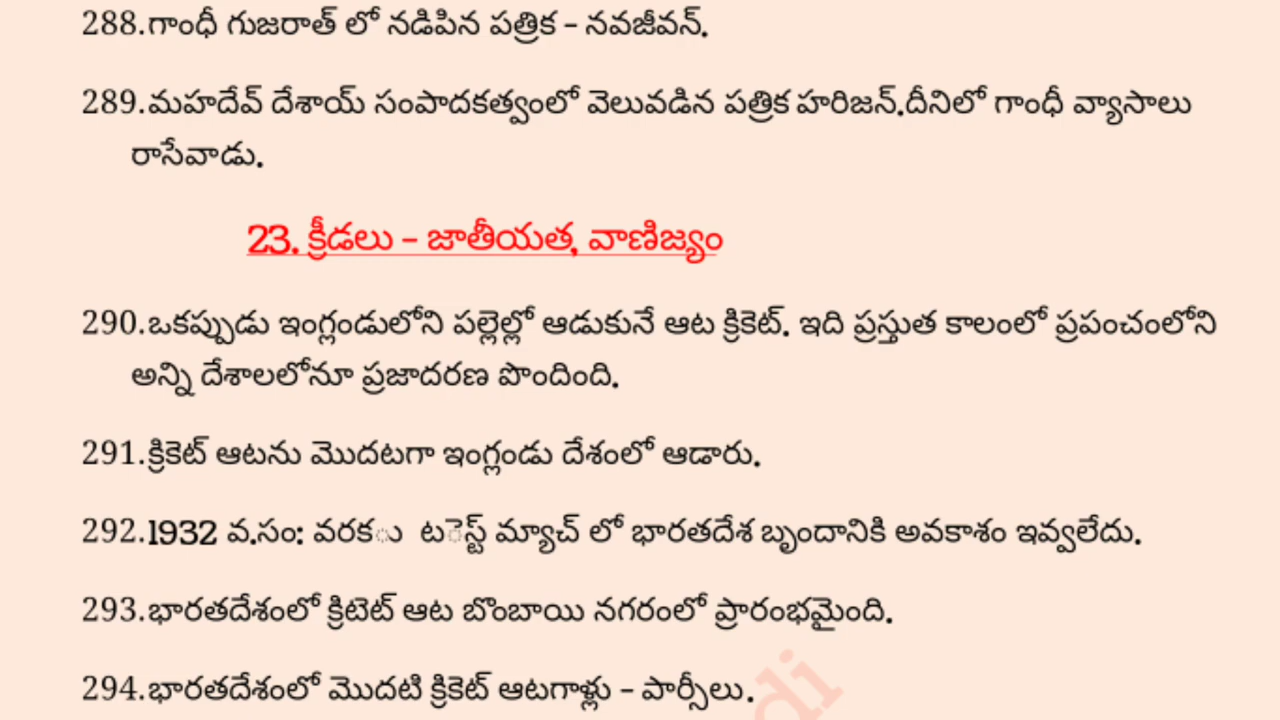 288.గాంధీ గుజరాత్ లో నడిపిన పత్రిక – నవజీవన్.
289.మహదేవ్ దేశాయ్ సంపాదకత్వంలో వెలువడిన పత్రిక హరిజన్.దీనిలో గాంధీ వ్యాసాలు
రాసేవాడు.
23. క్రీడలు – జాతీయత, వాణిజ్యం
290.ఒకప్పుడు ఇంగ్లండులోని పల్లెల్లో ఆడుకునే ఆట క్రికెట్. ఇది ప్రస్తుత కాలంలో ప్రపంచంలోని
అన్ని దేశాలలోనూ ప్రజాదరణ పొందింది.
291.క్రికెట్ ఆటను మొదటగా ఇంగ్లండు దేశంలో ఆడారు.
292.1932 వ.సం: వరకు టెస్ట్ మ్యాచ్ లో భారతదేశ బృందానికి అవకాశం ఇవ్వలేదు.
293.భారతదేశంలో క్రిటెట్ ఆట బొంబాయి నగరంలో ప్రారంభమైంది.
294.భారతదేశంలో మొదటి క్రికెట్ ఆటగాళ్లు – పార్సీలు.